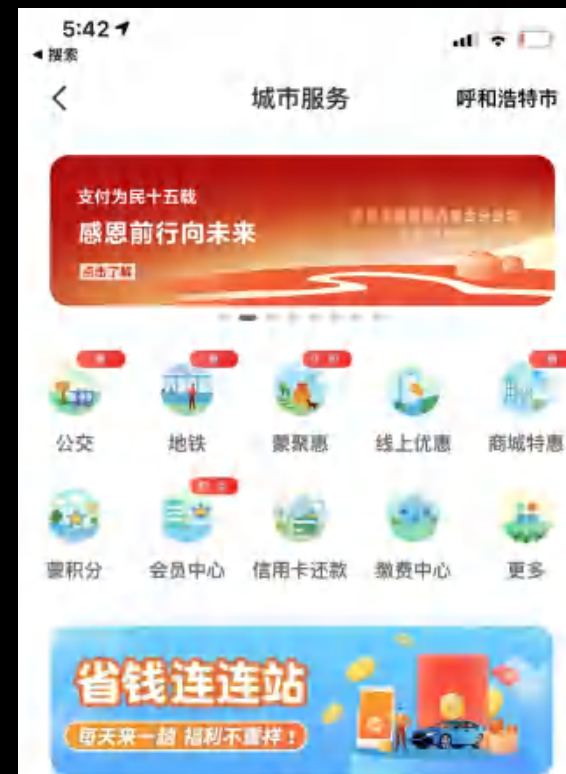 5:42
搜索
城市服务
呼和浩特市
支付为民十五载
感恩前行向未来
点击了解
公交
地铁
蒙聚惠
线上优惠
商城特惠
蒙积分
会员中心
信用卡还款
缴费中心
更多
省钱连连站
每天来一趟 福利不重样！